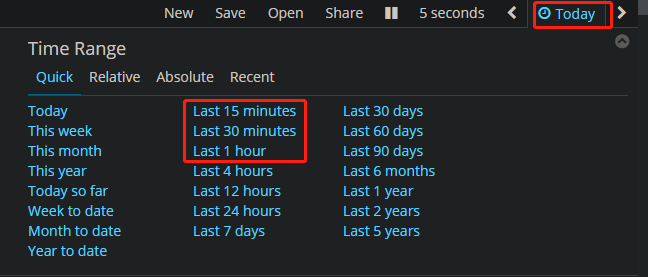 New Save Open Share 5 seconds Today
Time Range
Quick Relative Absolute Recent
Today Last 15 minutes Last 30 days
This week Last 30 minutes Last 60 days
This month Last 1 hour Last 90 days
This year Last 4 hours Last 6 months
Today so far Last 12 hours Last 1 year
Week to date Last 24 hours Last 2 years
Month to date Last 7 days Last 5 years
Year to date